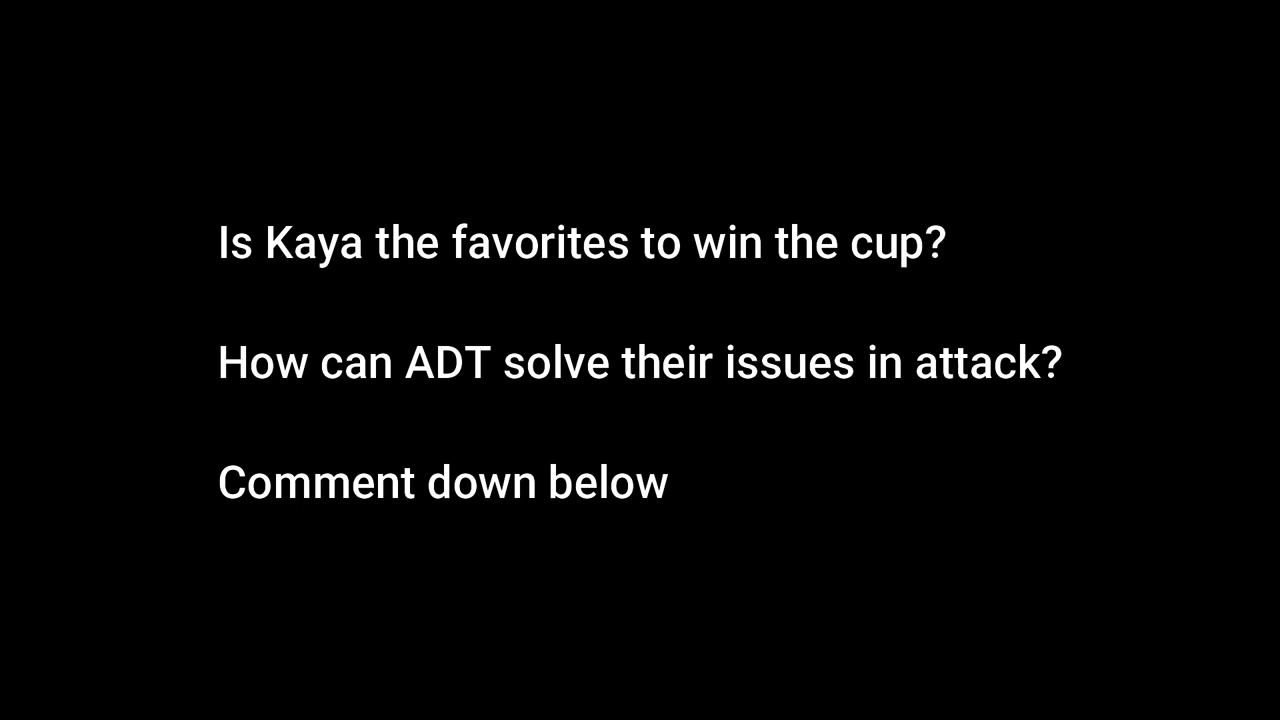 Is Kaya the favorites to win the cup?
How can ADT solve their issues in attack?
Comment down below